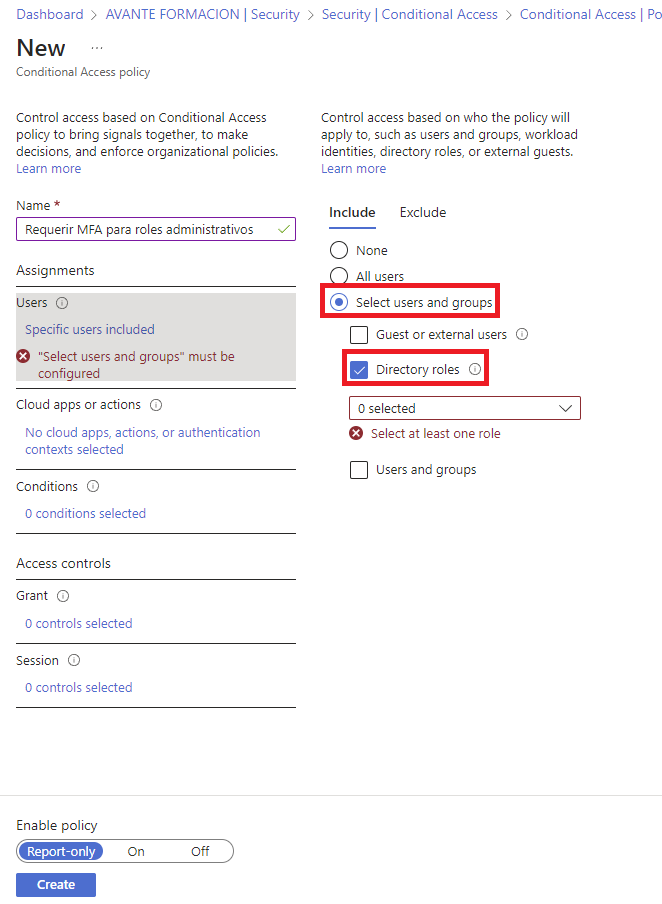 Dashboard > AVANTE FORMACION | Security > Security | Conditional Access > Conditional Access | Po
New ...
Conditional Access policy
Control access based on Conditional Access
policy to bring signals together, to make
decisions, and enforce organizational policies.
Learn more
Name *
Requerir MFA para roles administrativos
Assignments
Users
Specific users included
"Select users and groups" must be
configured
Cloud apps or actions
No cloud apps, actions, or authentication
contexts selected
Conditions
0 conditions selected
Access controls
Grant
0 controls selected
Session
0 controls selected
Control access based on who the policy will
apply to, such as users and groups, workload
identities, directory roles, or external guests.
Learn more
Include Exclude
None
All users
Select users and groups
Guest or external users
Directory roles
0 selected
Select at least one role
Users and groups
Enable policy
Report-only On Off
Create